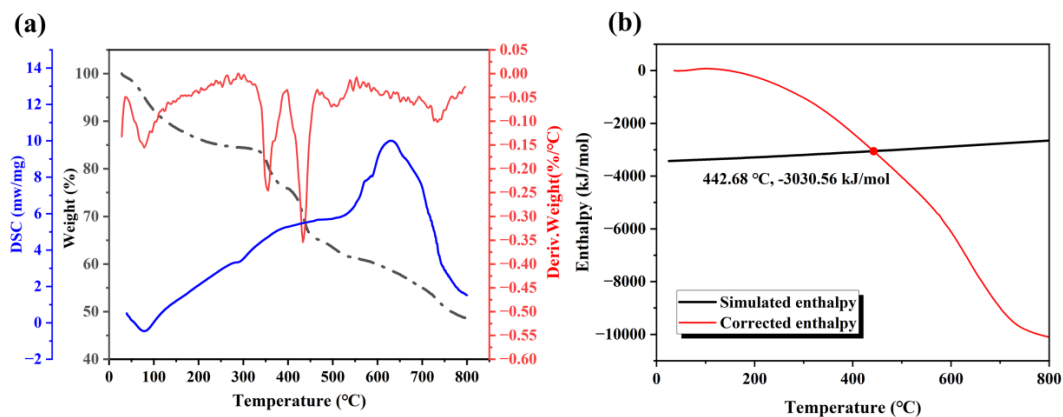 (a)
DSC (mw/mg)
14
12
10
8
6
4
2
0
−2
Weight (%)
100
90
80
70
60
50
40
0.05
0.00
−0.05
−0.10
−0.15
−0.20
−0.25
−0.30
−0.35
−0.40
−0.45
−0.50
−0.55
−0.60
Deriv.Weight(%/°C)
0 100 200 300 400 500 600 700 800
Temperature (°C)
(b)
Enthalpy (kJ/mol)
0
−2000
−4000
−6000
−8000
−10000
442.68 °C, -3030.56 kJ/mol
Simulated enthalpy
Corrected enthalpy
0 200 400 600 800
Temperature (°C)